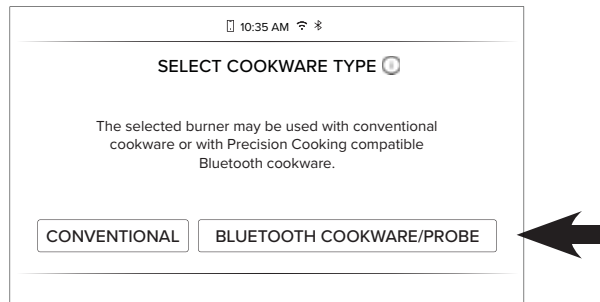 10:35 AM
SELECT COOKWARE TYPE
The selected burner may be used with conventional
cookware or with Precision Cooking compatible
Bluetooth cookware.
CONVENTIONAL
BLUETOOTH COOKWARE/PROBE